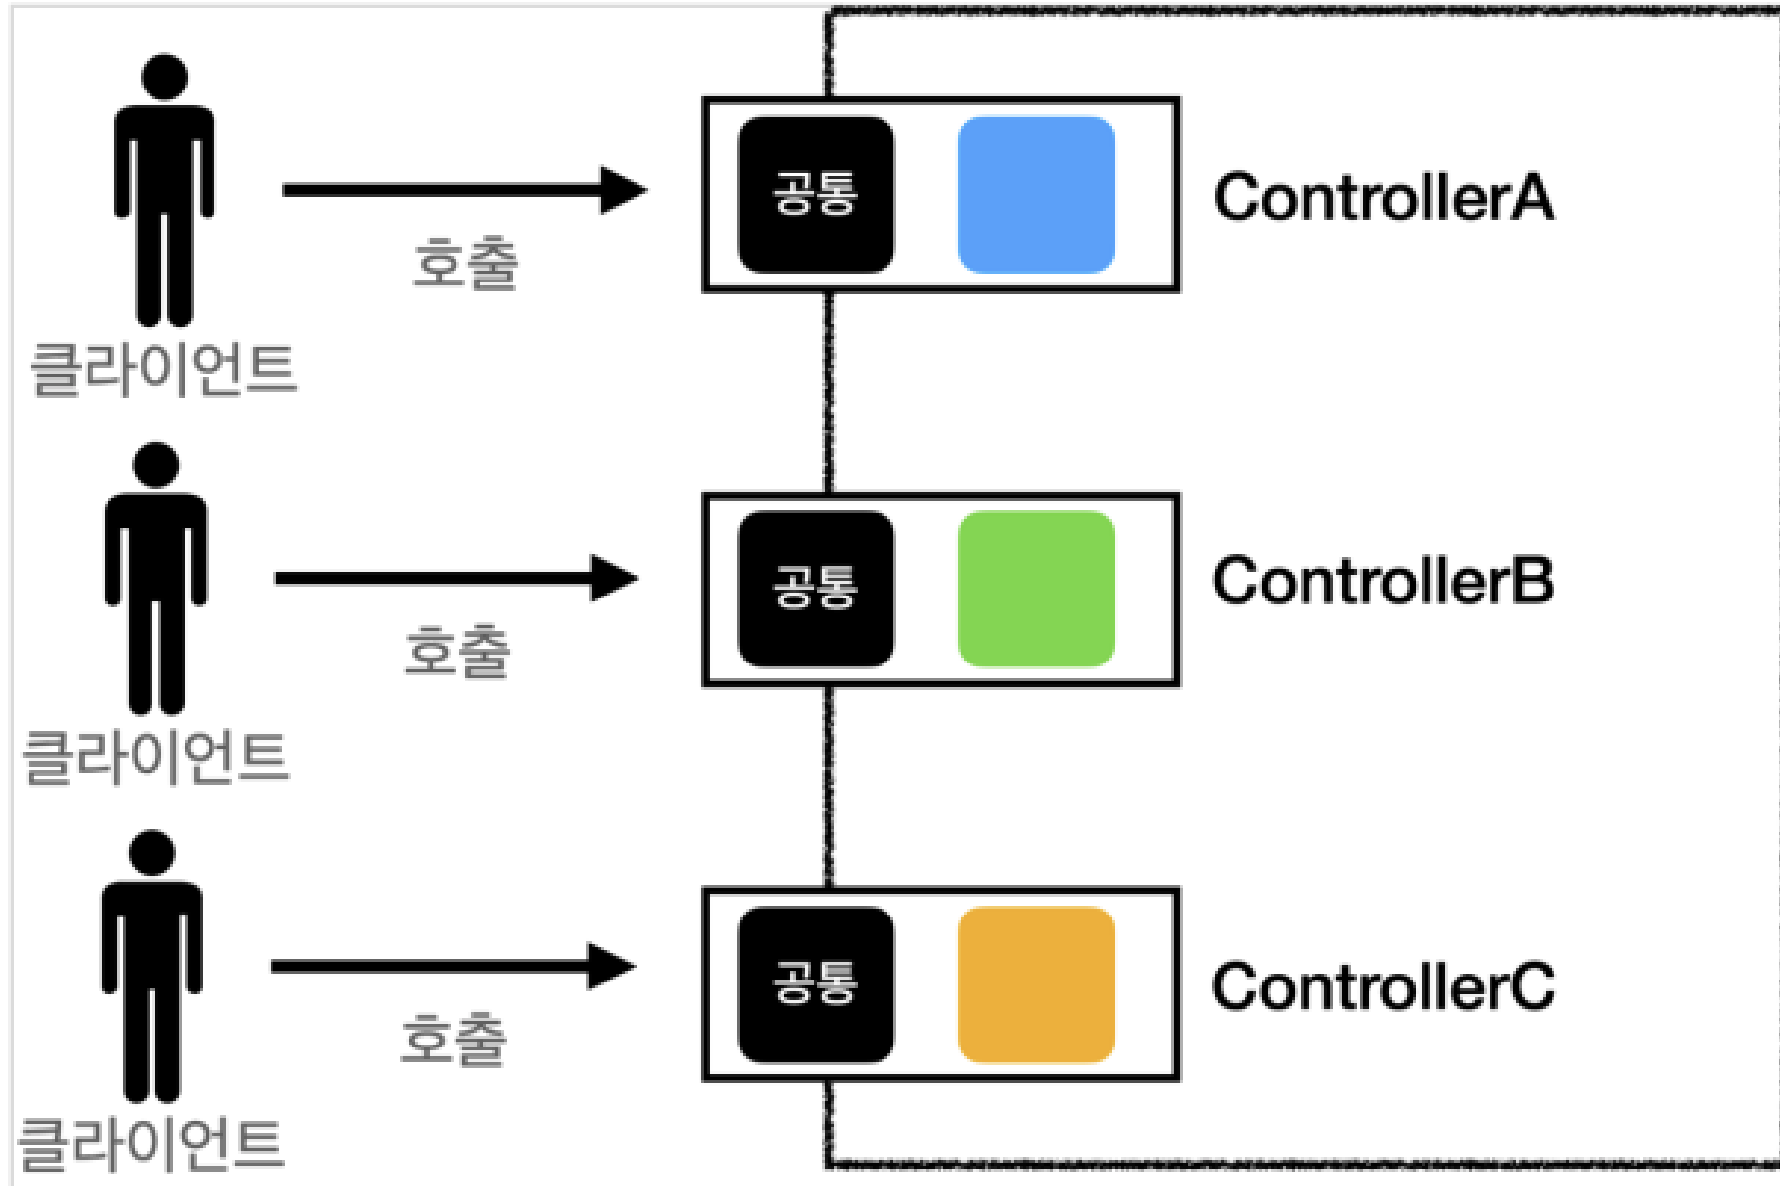 공통
ControllerA
호출
클라이언트
공통
ControllerB
호출
클라이언트
공통
ControllerC
호출
클라이언트